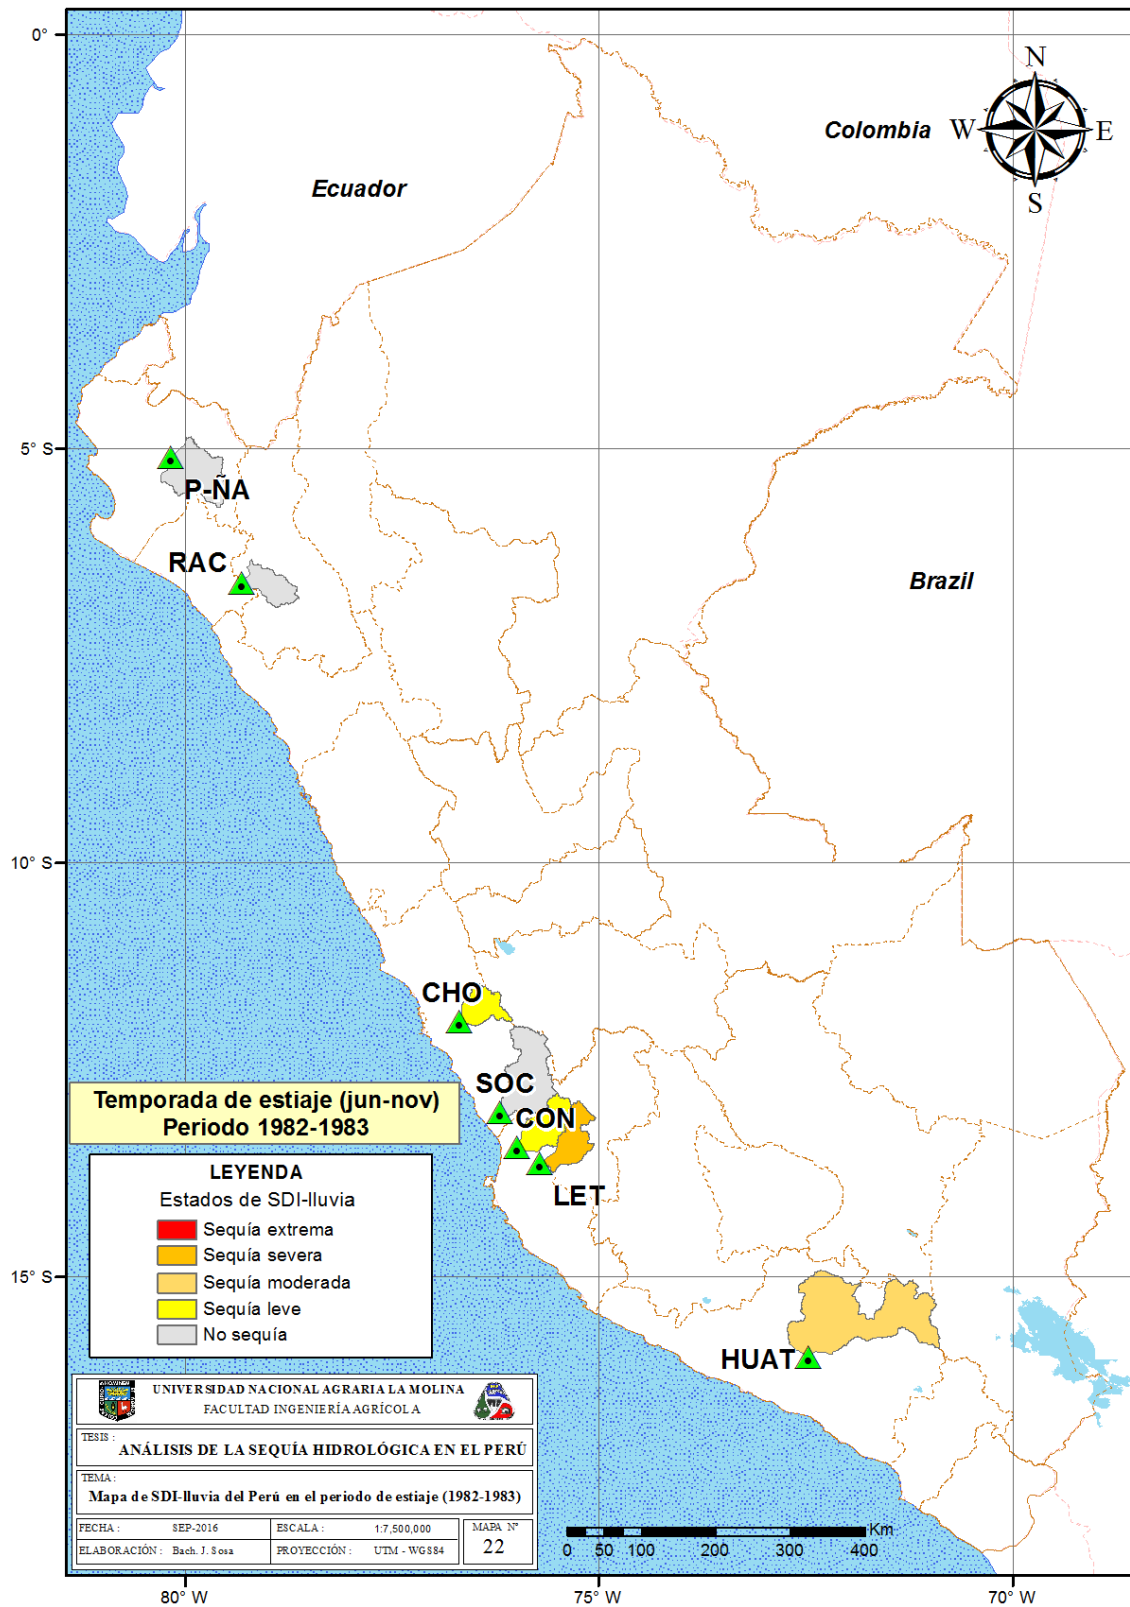 0°
N
Colombia
W
E
Ecuador
S
5° S
P-ÑA
RAC
Brazil
10° S
CHO
SOC
CON
LET
Temporada de estiaje (jun-nov)
Periodo 1982-1983
LEYENDA
Estados de SDI-lluvia
Sequía extrema
Sequía severa
Sequía moderada
Sequía leve
No sequía
15° S
HUAT
UNIVERSIDAD NACIONAL AGRARIA LA MOLINA
FACULTAD INGENIERÍA AGRÍCOLA
TESIS :
ANÁLISIS DE LA SEQUÍA HIDROLÓGICA EN EL PERÚ
TEMA :
Mapa de SDI-lluvia del Perú en el periodo de estiaje (1982-1983)
FECHA : SEP-2016
ESCALA : 1:7,500,000
MAPA Nº
22
ELABORACIÓN : Bach. J. Sosa
PROYECCIÓN : UTM - WGS84
Km
0 50 100 200 300 400
80° W
75° W
70° W